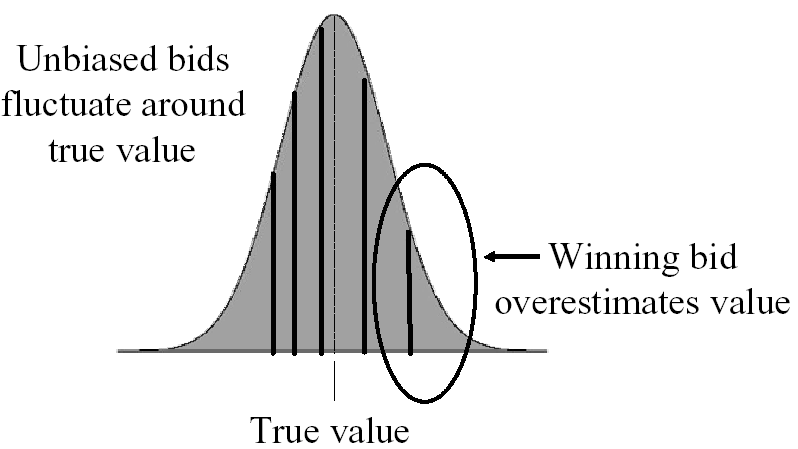 Unbiased bids
fluctuate around
true value
Winning bid
overestimates value
True value